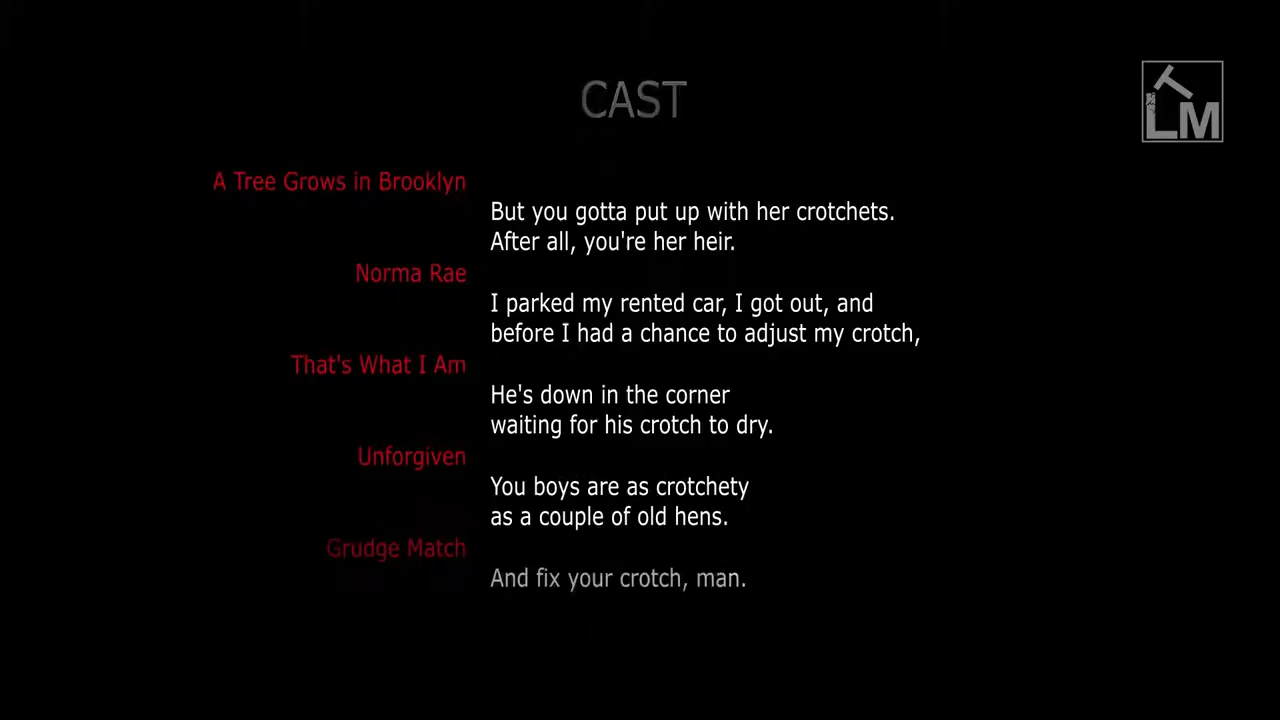 CAST
TLM
A Tree Grows in Brooklyn
But you gotta put up with her crotchets.
After all, you're her heir.
Norma Rae
I parked my rented car, I got out, and
before I had a chance to adjust my crotch,
That's What I Am
He's down in the corner
waiting for his crotch to dry.
Unforgiven
You boys are as crotchety
as a couple of old hens.
Grudge Match
And fix your crotch, man.